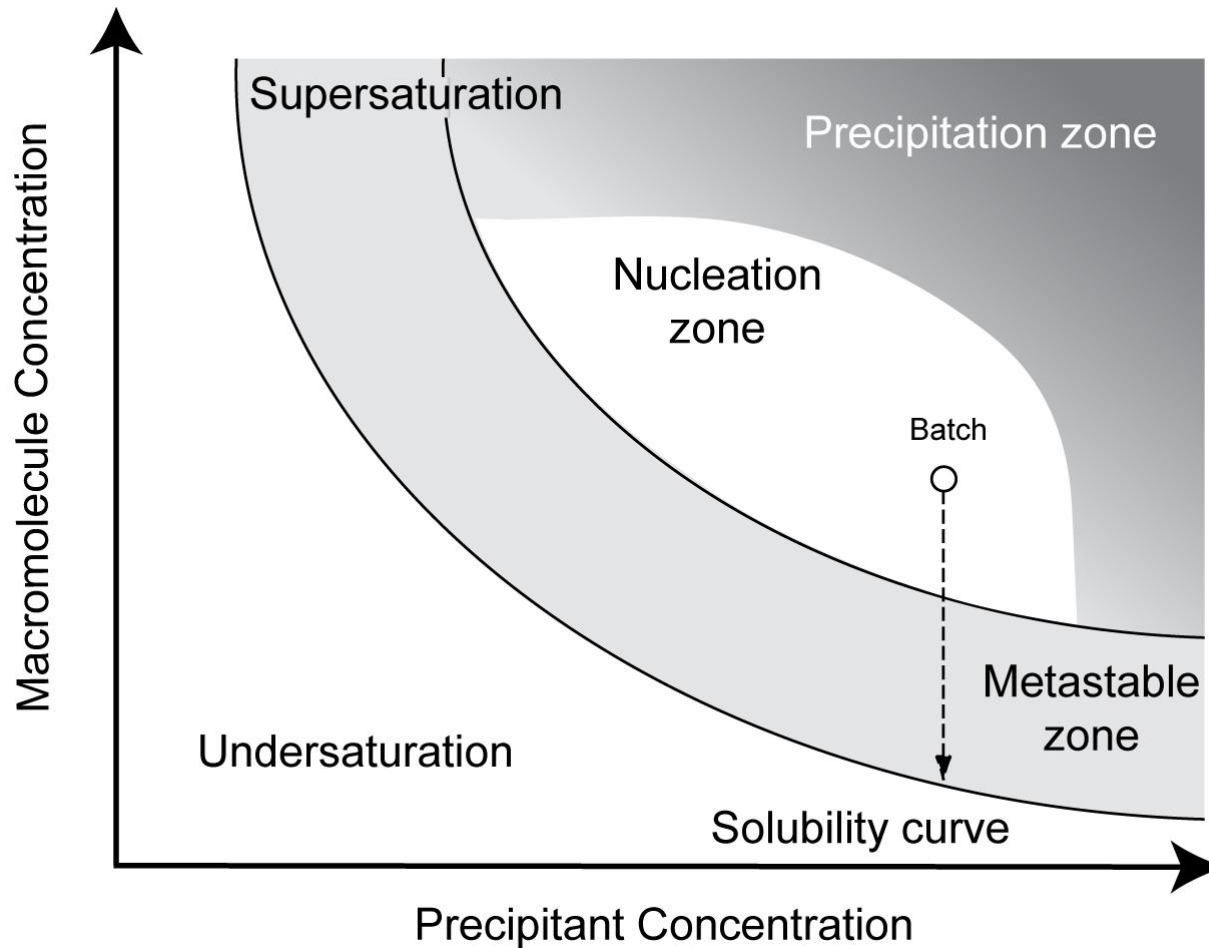 Supersaturation
Precipitation zone
Nucleation
zone
Batch
Metastable
zone
Undersaturation
Solubility curve
Macromolecule Concentration
Precipitant Concentration